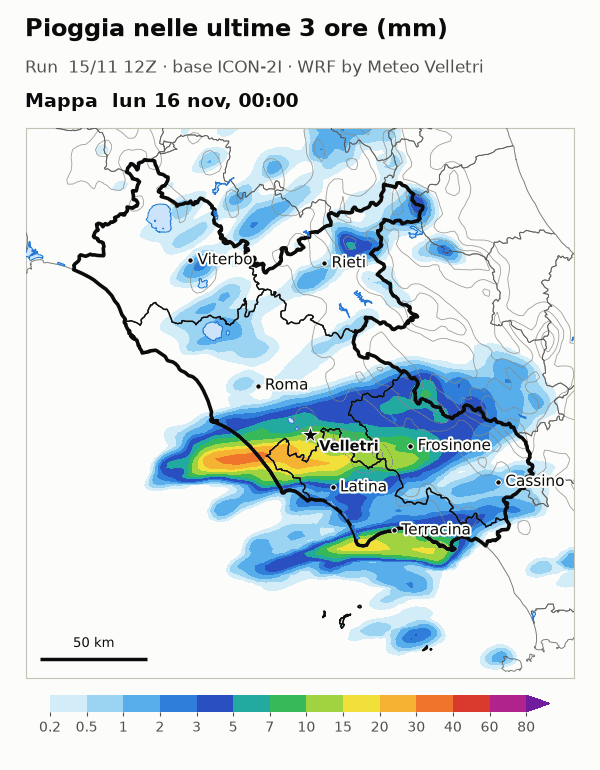 Pioggia nelle ultime 3 ore (mm)
Run 15/11 12Z · base ICON-2I · WRF by Meteo Velletri
Mappa lun 16 nov, 00:00
Viterbo
Rieti
Roma
Velletri
Frosinone
Latina
Cassino
Terracina
50 km
0.2 0.5 1 2 3 5 7 10 15 20 30 40 60 80